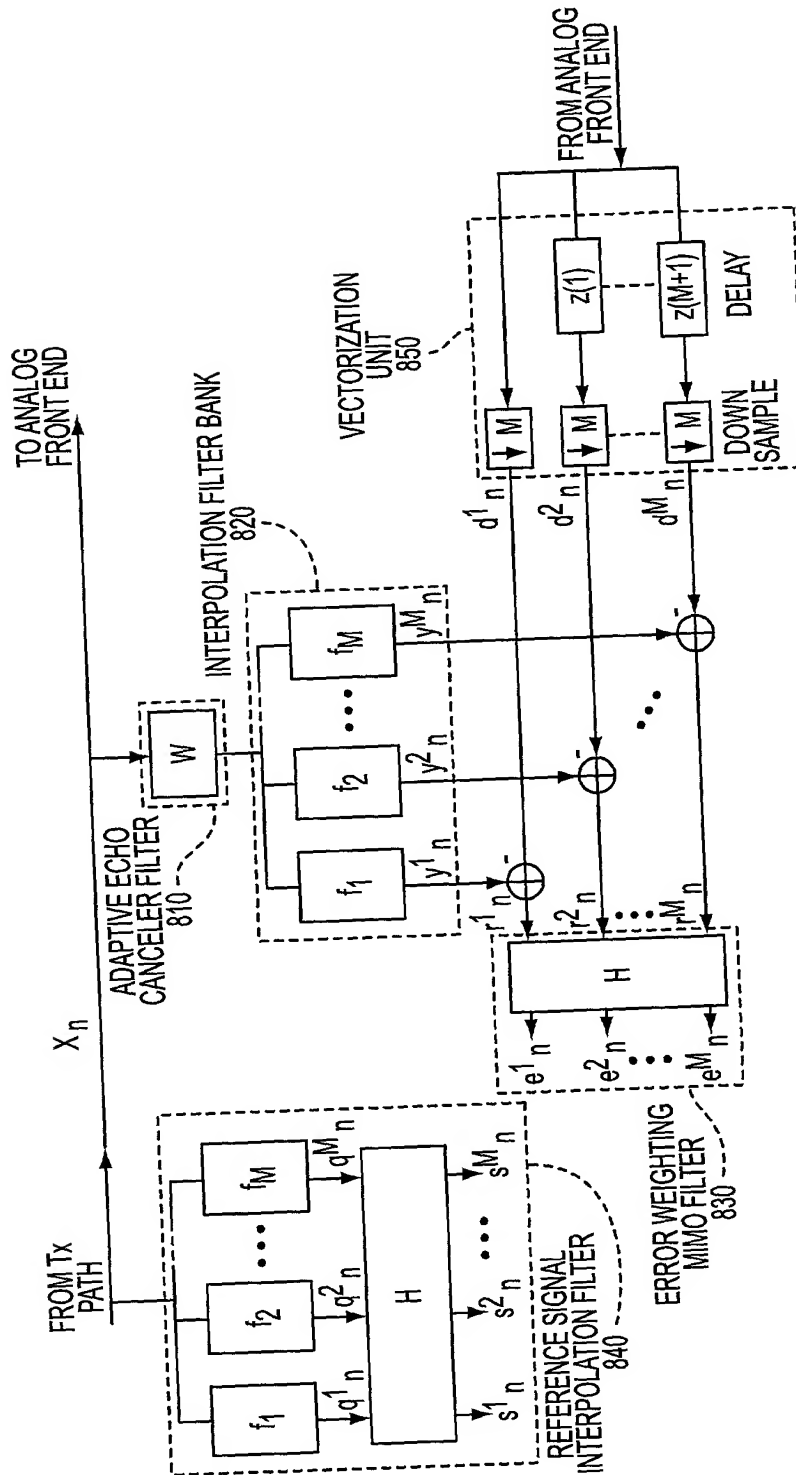 FROM Tx
PATH
Xn
TO ANALOG
FRONT END
ADAPTIVE ECHO
CANCELER FILTER
810
W
INTERPOLATION FILTER BANK
820
f1
f2
fM
y1n
y2n
yMn
f1
f2
fM
q1n
q2n
qMn
H
s1n
s2n
sMn
REFERENCE SIGNAL
INTERPOLATION FILTER
840
VECTORIZATION
UNIT
850
FROM ANALOG
FRONT END
↓ M
↓ M
↓ M
z(1)
z(M+1)
DOWN
SAMPLE
DELAY
d1n
d2n
dMn
-
-
-
r1n
r2n
rMn
H
e1n
e2n
eMn
ERROR WEIGHTING
MIMO FILTER
830